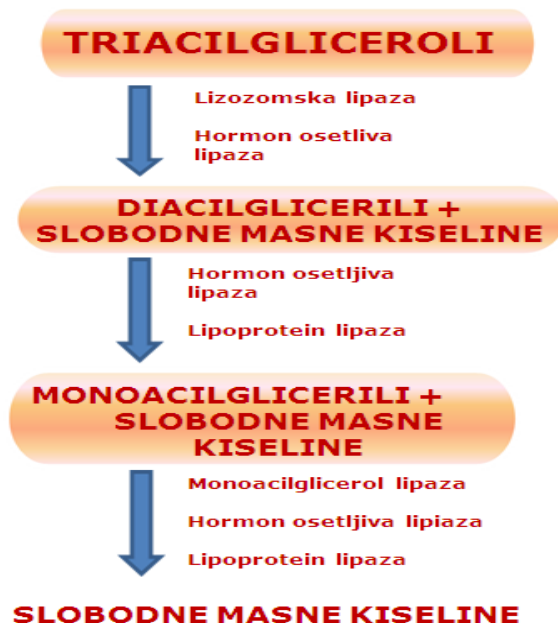 TRIACILGLICEROLI
Lizozomska lipaza
Hormon osetliva
lipaza
DIACILGLICERILI +
SLOBODNE MASNE KISELINE
Hormon osetljiva
lipaza
Lipoprotein lipaza
MONOACILGLICERILI +
SLOBODNE MASNE
KISELINE
Monoacilglicerol lipaza
Hormon osetljiva lipiaza
Lipoprotein lipaza
SLOBODNE MASNE KISELINE